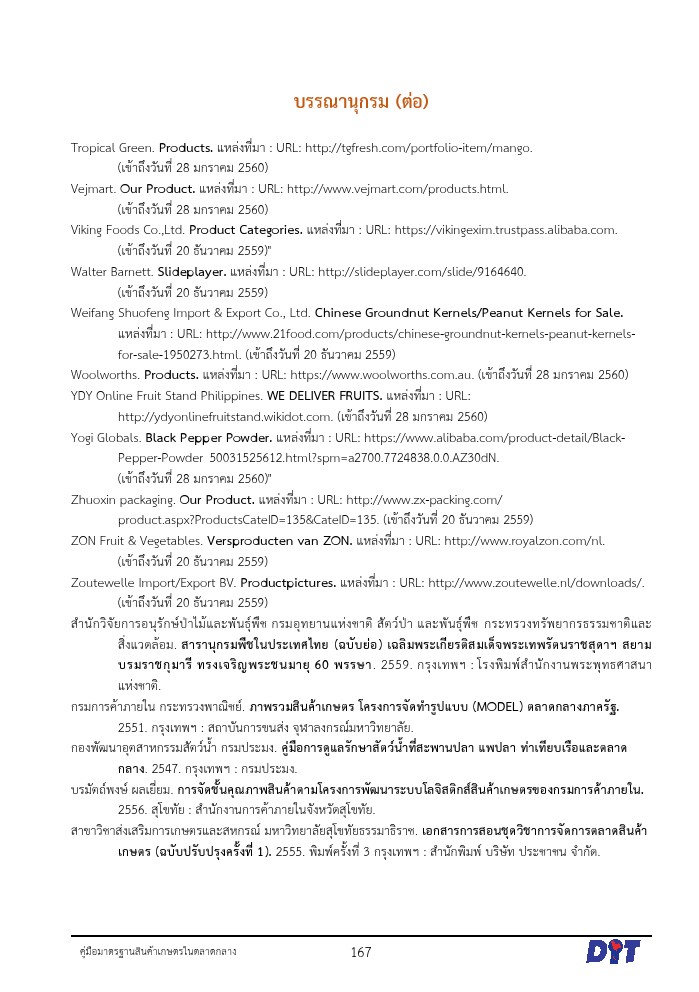 บรรณานุกรม (ต่อ)
Tropical Green. Products. แหล่งที่มา : URL: http://tgfresh.com/portfolio-item/mango.
(เข้าถึงวันที่ 28 มกราคม 2560)
Vejmart. Our Product. แหล่งที่มา : URL: http://www.vejmart.com/products.html.
(เข้าถึงวันที่ 28 มกราคม 2560)
Viking Foods Co.,Ltd. Product Categories. แหล่งที่มา : URL: https://vikingexim.trustpass.alibaba.com.
(เข้าถึงวันที่ 20 ธันวาคม 2559)"
Walter Barnett. Slideplayer. แหล่งที่มา : URL: http://slideplayer.com/slide/9164640.
(เข้าถึงวันที่ 20 ธันวาคม 2559)
Weifang Shuofeng Import & Export Co., Ltd. Chinese Groundnut Kernels/Peanut Kernels for Sale.
แหล่งที่มา : URL: http://www.21food.com/products/chinese-groundnut-kernels-peanut-kernels-
for-sale-1950273.html. (เข้าถึงวันที่ 20 ธันวาคม 2559)
Woolworths. Products. แหล่งที่มา : URL: https://www.woolworths.com.au. (เข้าถึงวันที่ 28 มกราคม 2560)
YDY Online Fruit Stand Philippines. WE DELIVER FRUITS. แหล่งที่มา : URL:
http://ydyonlinefruitstand.wikidot.com. (เข้าถึงวันที่ 28 มกราคม 2560)
Yogi Globals. Black Pepper Powder. แหล่งที่มา : URL: https://www.alibaba.com/product-detail/Black-
Pepper-Powder 50031525612.html?spm=a2700.7724838.0.0.AZ30dN.
(เข้าถึงวันที่ 28 มกราคม 2560)"
Zhuoxin packaging. Our Product. แหล่งที่มา : URL: http://www.zx-packing.com/
product.aspx?ProductsCateID=135&CateID=135. (เข้าถึงวันที่ 20 ธันวาคม 2559)
ZON Fruit & Vegetables. Versproducten van ZON. แหล่งที่มา : URL: http://www.royalzon.com/nl.
(เข้าถึงวันที่ 20 ธันวาคม 2559)
Zoutewelle Import/Export BV. Productpictures. แหล่งที่มา : URL: http://www.zoutewelle.nl/downloads/.
(เข้าถึงวันที่ 20 ธันวาคม 2559)
สำนักวิจัยการอนุรักษ์ป่าไม้และพันธุ์พืช กรมอุทยานแห่งชาติ สัตว์ป่า และพันธุ์พืช กระทรวงทรัพยากรธรรมชาติและ
สิ่งแวดล้อม. สารานุกรมพืชในประเทศไทย (ฉบับย่อ) เฉลิมพระเกียรติสมเด็จพระเทพรัตนราชสุดาฯ สยาม
บรมราชกุมารี ทรงเจริญพระชนมายุ 60 พรรษา. 2559. กรุงเทพฯ : โรงพิมพ์สำนักงานพระพุทธศาสนา
แห่งชาติ.
กรมการค้าภายใน กระทรวงพาณิชย์. ภาพรวมสินค้าเกษตร โครงการจัดทำรูปแบบ (MODEL) ตลาดกลางภาครัฐ.
2551. กรุงเทพฯ : สถาบันการขนส่ง จุฬาลงกรณ์มหาวิทยาลัย.
กองพัฒนาอุตสาหกรรมสัตว์น้ำ กรมประมง. คู่มือการดูแลรักษาสัตว์น้ำที่สะพานปลา แพปลา ท่าเทียบเรือและตลาด
กลาง. 2547. กรุงเทพฯ : กรมประมง.
บรมัตถ์พงษ์ ผลเยี่ยม. การจัดชั้นคุณภาพสินค้าตามโครงการพัฒนาระบบโลจิสติกส์สินค้าเกษตรของกรมการค้าภายใน.
2556. สุโขทัย : สำนักงานการค้าภายในจังหวัดสุโขทัย.
สาขาวิชาส่งเสริมการเกษตรและสหกรณ์ มหาวิทยาลัยสุโขทัยธรรมาธิราช. เอกสารการสอนชุดวิชาการจัดการตลาดสินค้า
เกษตร (ฉบับปรับปรุงครั้งที่ 1). 2555. พิมพ์ครั้งที่ 3 กรุงเทพฯ : สำนักพิมพ์ บริษัท ประชาชน จำกัด.
คู่มือมาตรฐานสินค้าเกษตรในตลาดกลาง
167
DIT